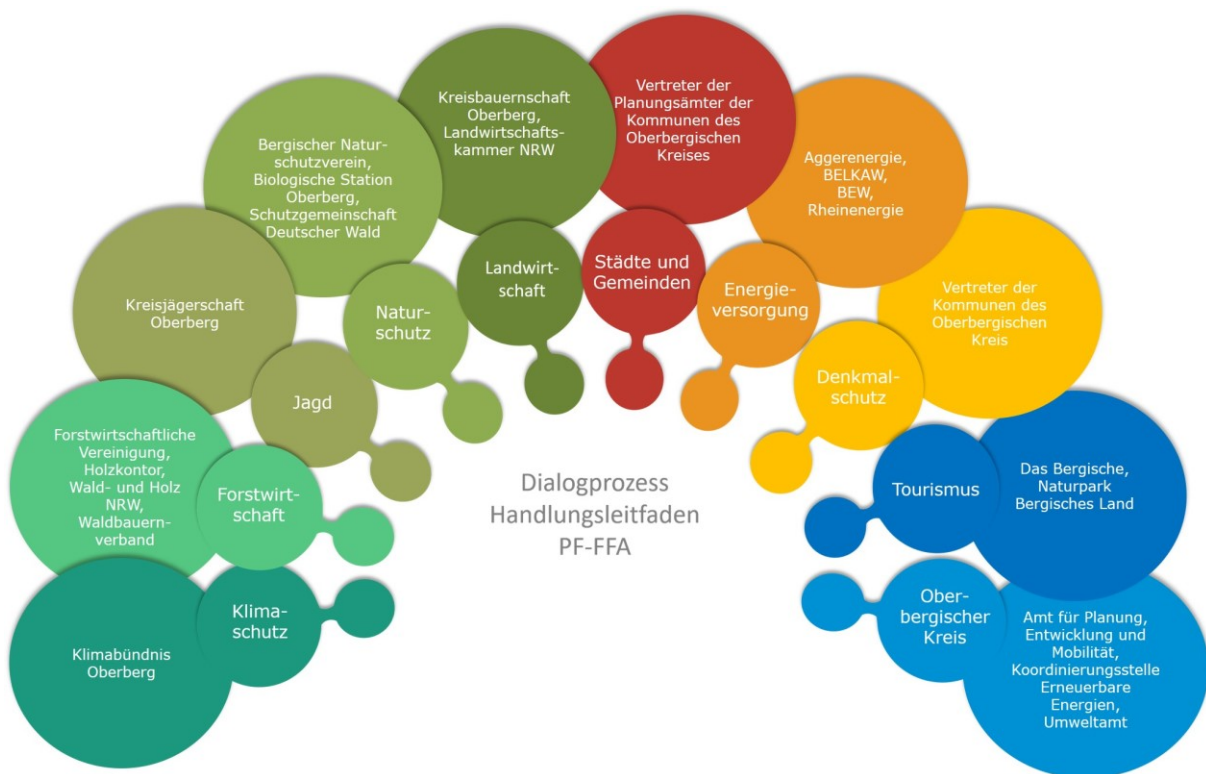 Klimabündnis
Oberberg
Klima-
schutz
Forstwirtschaftliche
Vereinigung,
Holzkontor,
Wald- und Holz
NRW,
Waldbauern-
verband
Forstwirt-
schaft
Kreisjägerschaft
Oberberg
Jagd
Bergischer Natur-
schutzverein,
Biologische Station
Oberberg,
Schutzgemeinschaft
Deutscher Wald
Natur-
schutz
Kreisbauernschaft
Oberberg,
Landwirtschafts-
kammer NRW
Landwirt-
schaft
Vertreter der
Planungsämter der
Kommunen des
Oberbergischen
Kreises
Städte und
Gemeinden
Aggerenergie,
BELKAW,
BEW,
Rheinenergie
Energie-
versorgung
Vertreter der
Kommunen des
Oberbergischen
Kreis
Denkmal-
schutz
Das Bergische,
Naturpark
Bergisches Land
Tourismus
Amt für Planung,
Entwicklung und
Mobilität,
Koordinierungsstelle
Erneuerbare
Energien,
Umweltamt
Ober-
bergischer
Kreis
Dialogprozess
Handlungsleitfaden
PF-FFA